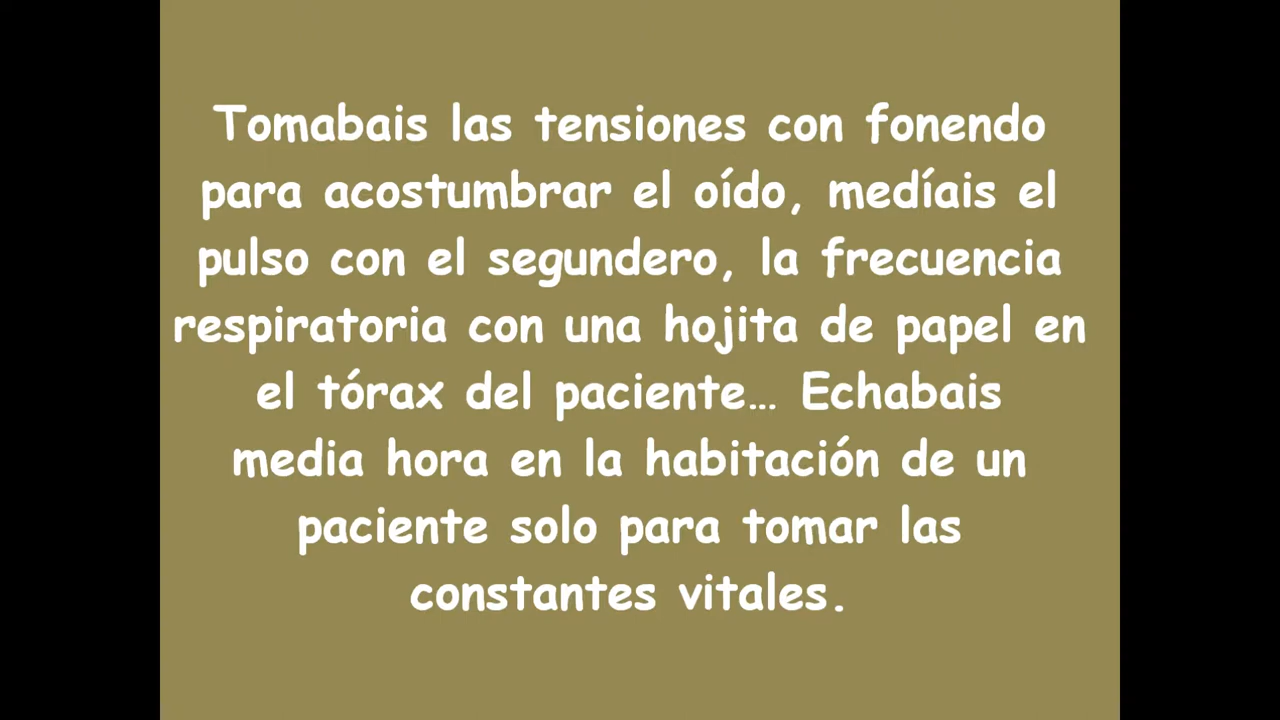 Tomabais las tensiones con fonendo
para acostumbrar el oído, medíais el
pulso con el segundero, la frecuencia
respiratoria con una hojita de papel en
el tórax del paciente… Echabais
media hora en la habitación de un
paciente solo para tomar las
constantes vitales.